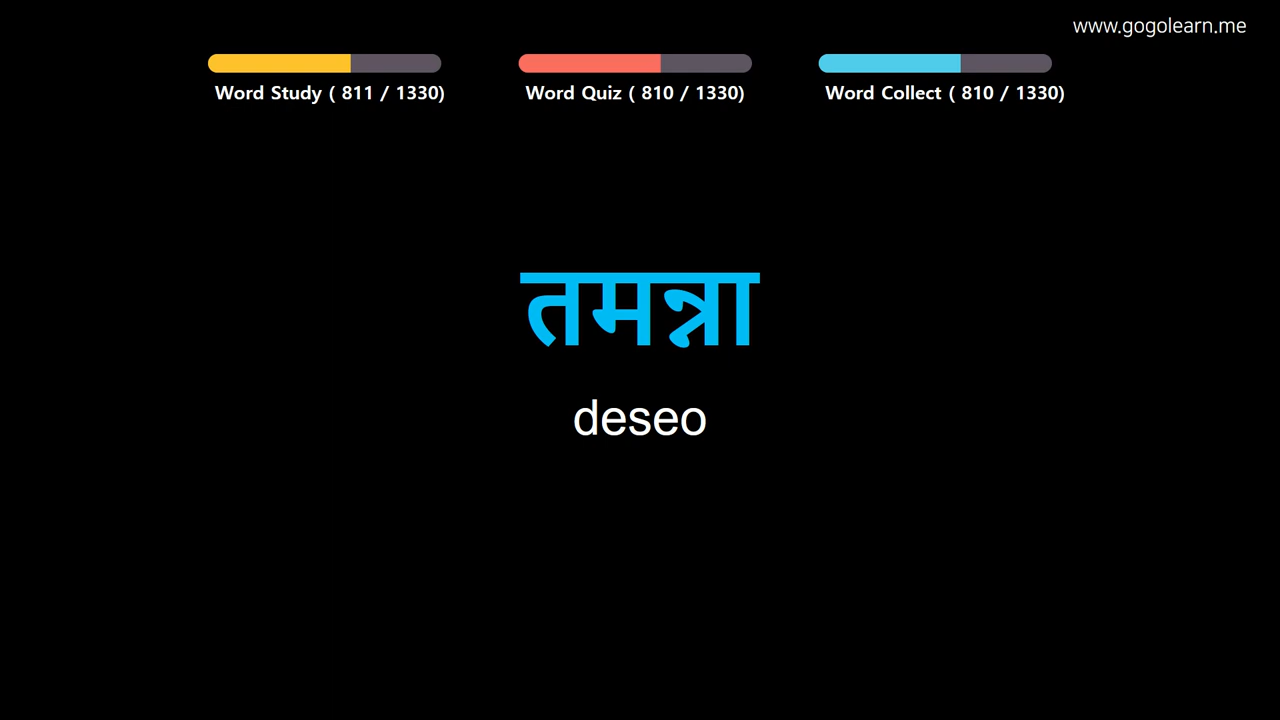 www.gogolearn.me
Word Study ( 811 / 1330)
Word Quiz ( 810 / 1330)
Word Collect ( 810 / 1330)
तमन्ना
deseo